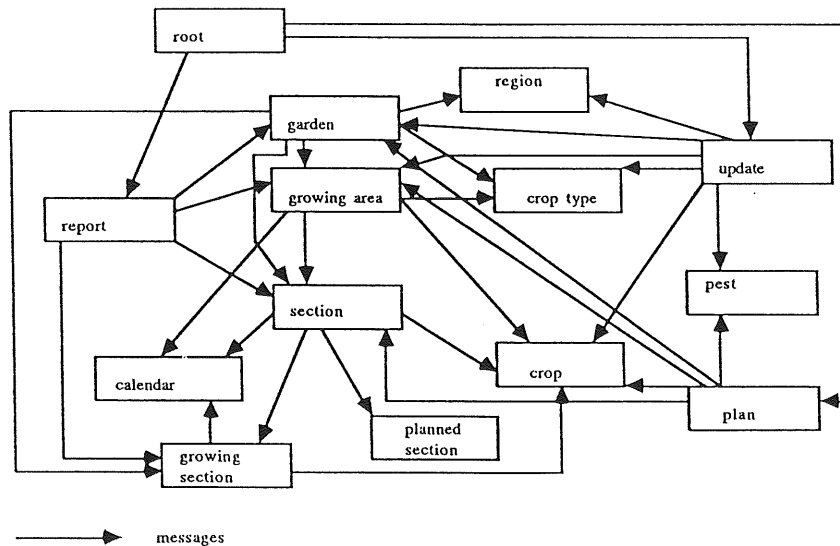 root
region
garden
update
growing area
crop type
report
pest
section
crop
calendar
plan
planned
section
growing
section
messages